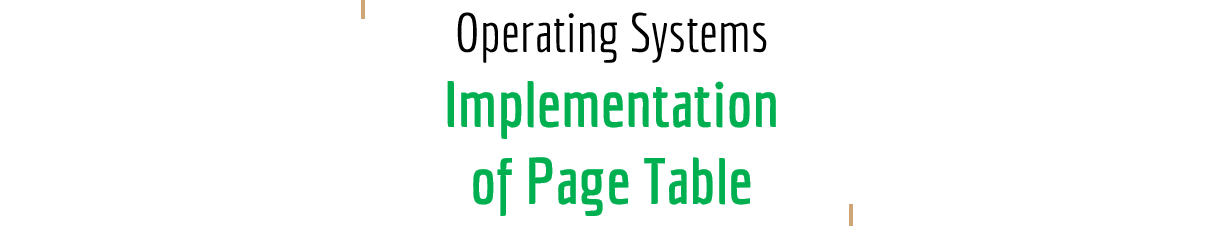 Operating Systems
Implementation
of Page Table